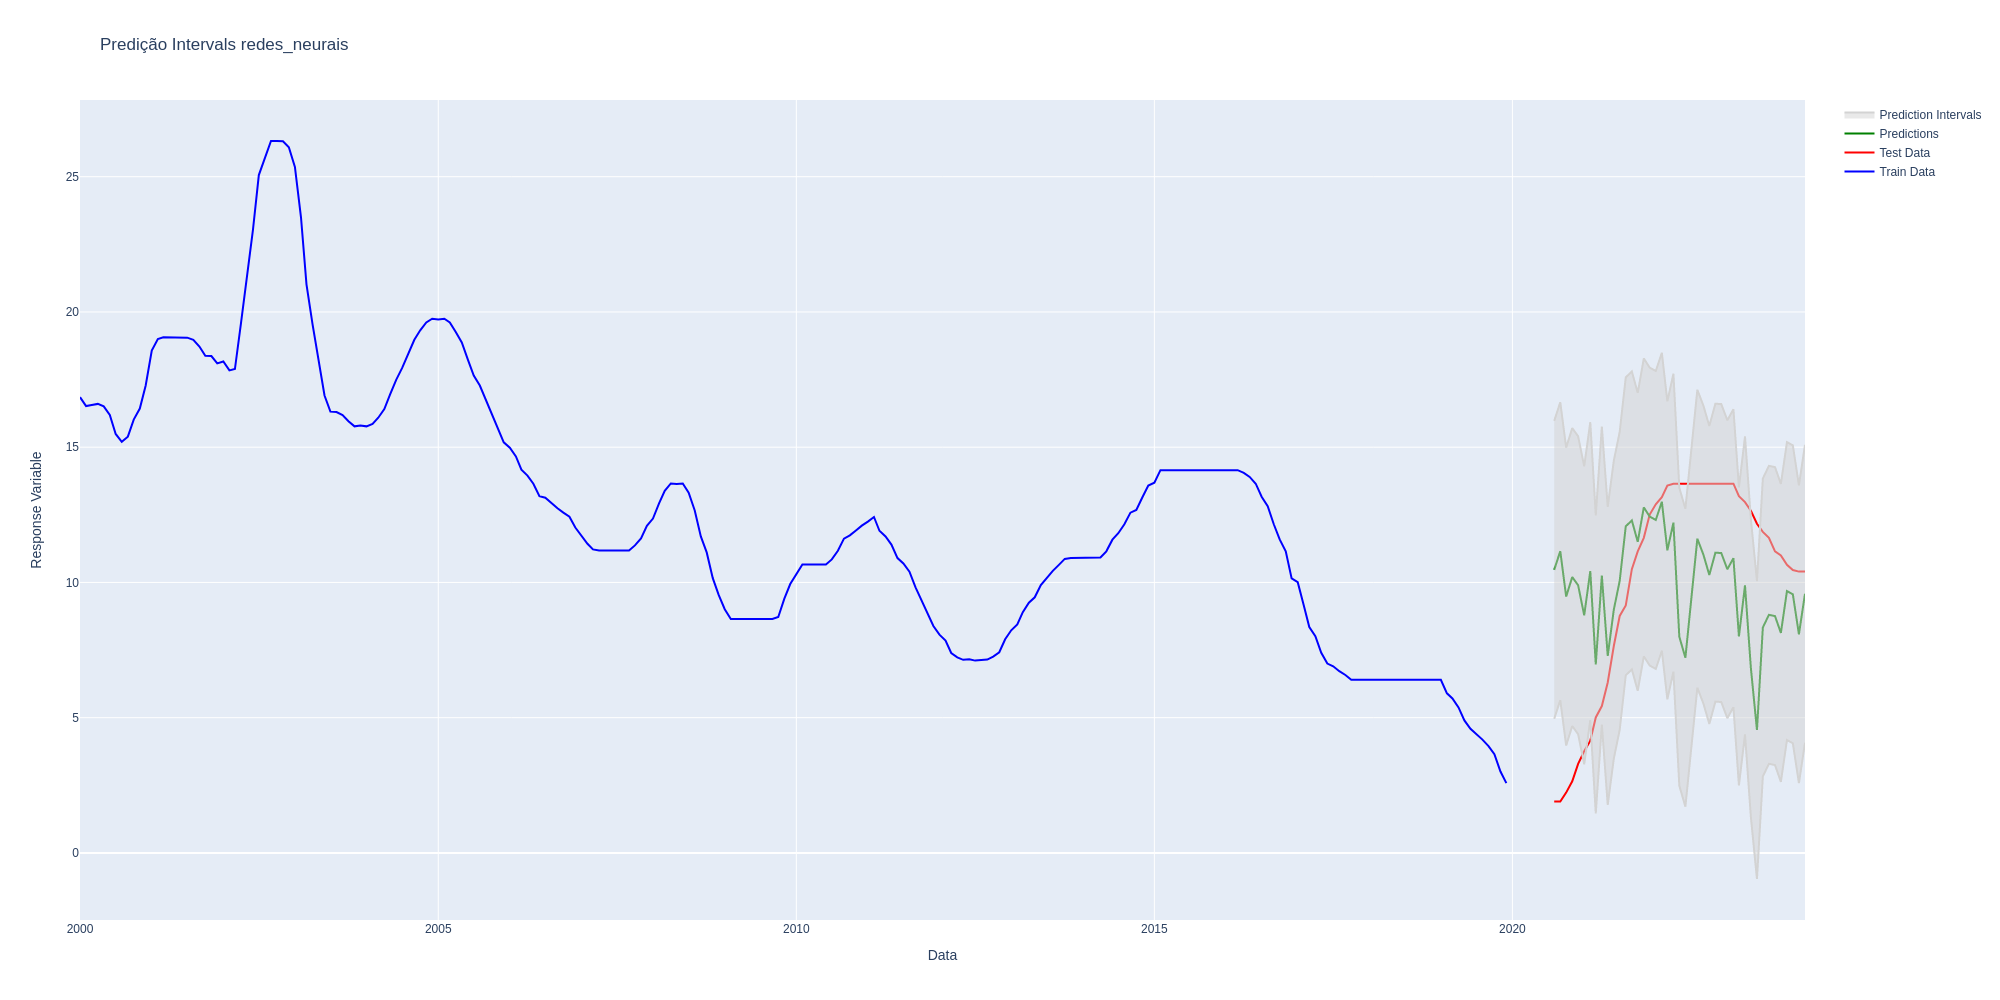 Predição Intervals redes_neurais
Prediction Intervals
Predictions
Test Data
Train Data
Response Variable
25
20
15
10
5
0
2000
2005
2010
2015
2020
Data